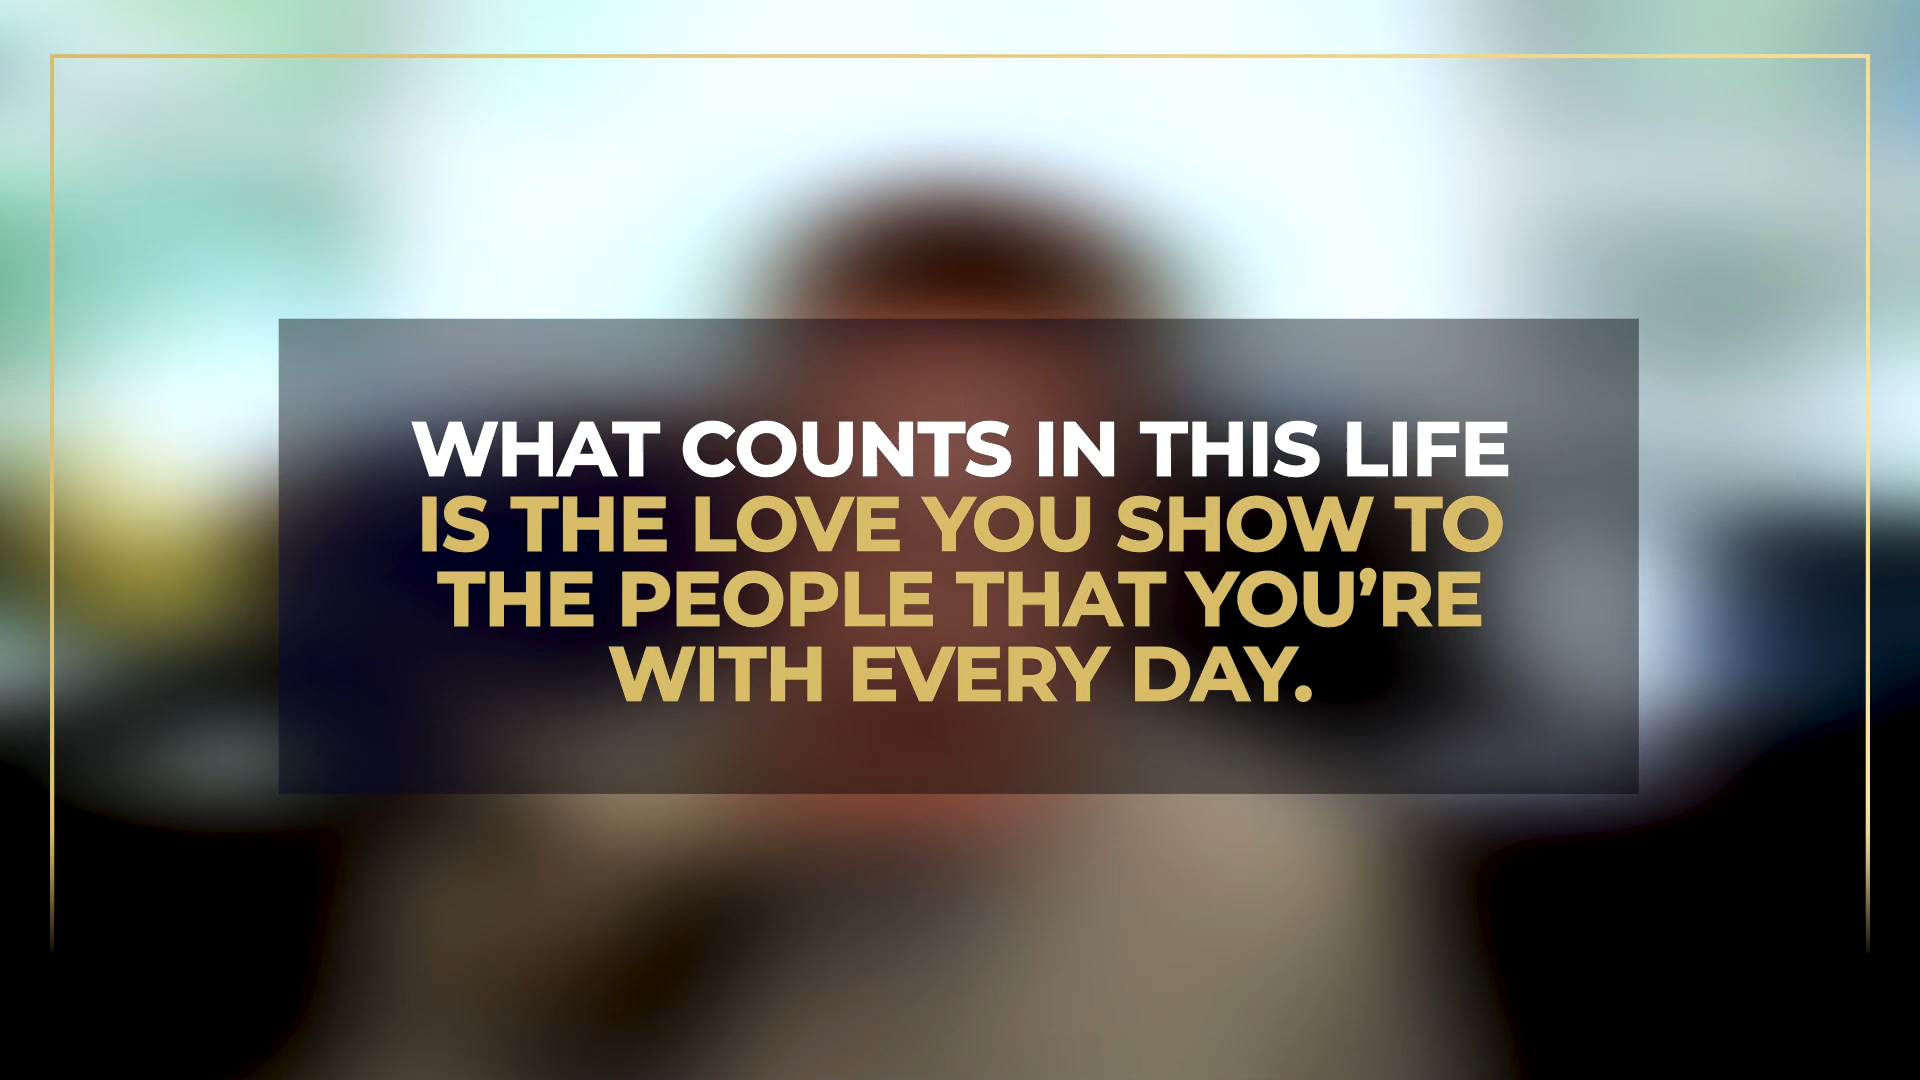 WHAT COUNTS IN THIS LIFE
IS THE LOVE YOU SHOW TO
THE PEOPLE THAT YOU’RE
WITH EVERY DAY.